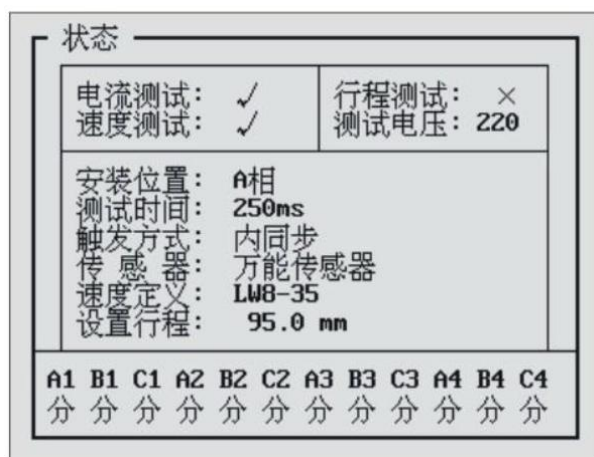 状态
电流测试: √ 行程测试: ×
速度测试: √ 测试电压: 220
安装位置: A相
测试时间: 250ms
触发方式: 内同步
传 感 器: 万能传感器
速度定义: LW8-35
设置行程: 95.0 mm
A1 B1 C1 A2 B2 C2 A3 B3 C3 A4 B4 C4
分 分 分 分 分 分 分 分 分 分 分 分